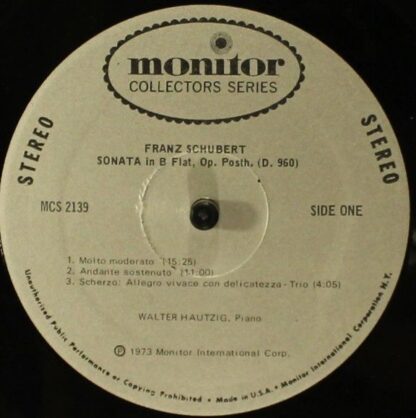 monitor
COLLECTORS SERIES
STEREO
STEREO
FRANZ SCHUBERT
SONATA in B Flat, Op. Posth. (D. 960)
MCS 2139
SIDE ONE
1. Molto moderato (15:25)
2. Andante sostenuto (11:00)
3. Scherzo: Allegro vivace con delicatezza - Trio (4:05)
WALTER HAUTZIG, Piano
Ⓟ 1973 Monitor International Corp.
Unauthorized Public Performance or Copying Prohibited • Made in U.S.A. • Monitor International Corporation N.Y.